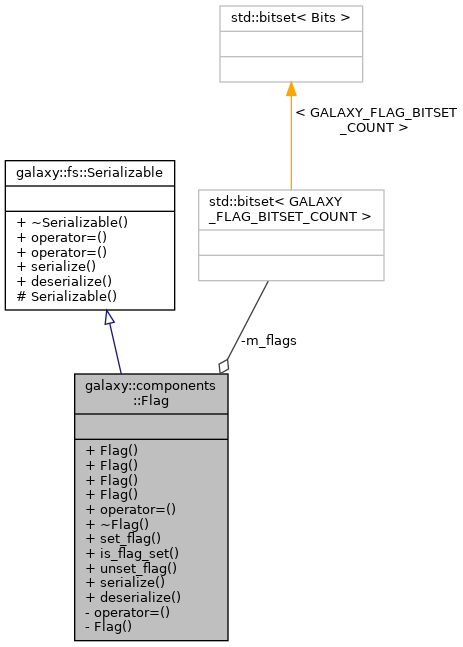 std::bitset< Bits >
< GALAXY_FLAG_BITSET
_COUNT >
galaxy::fs::Serializable
+ ~Serializable()
+ operator=()
+ operator=()
+ serialize()
+ deserialize()
# Serializable()
std::bitset< GALAXY
_FLAG_BITSET_COUNT >
-m_flags
galaxy::components
::Flag
+ Flag()
+ Flag()
+ Flag()
+ Flag()
+ operator=()
+ ~Flag()
+ set_flag()
+ is_flag_set()
+ unset_flag()
+ serialize()
+ deserialize()
- operator=()
- Flag()